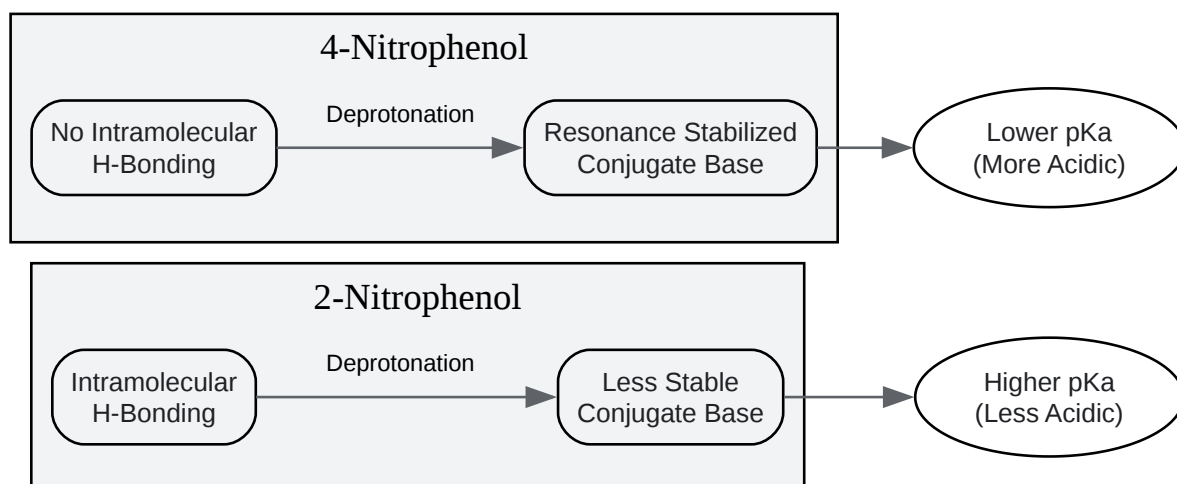 4-Nitrophenol
No Intramolecular
H-Bonding
Deprotonation
Resonance Stabilized
Conjugate Base
Lower pKa
(More Acidic)
2-Nitrophenol
Intramolecular
H-Bonding
Deprotonation
Less Stable
Conjugate Base
Higher pKa
(Less Acidic)